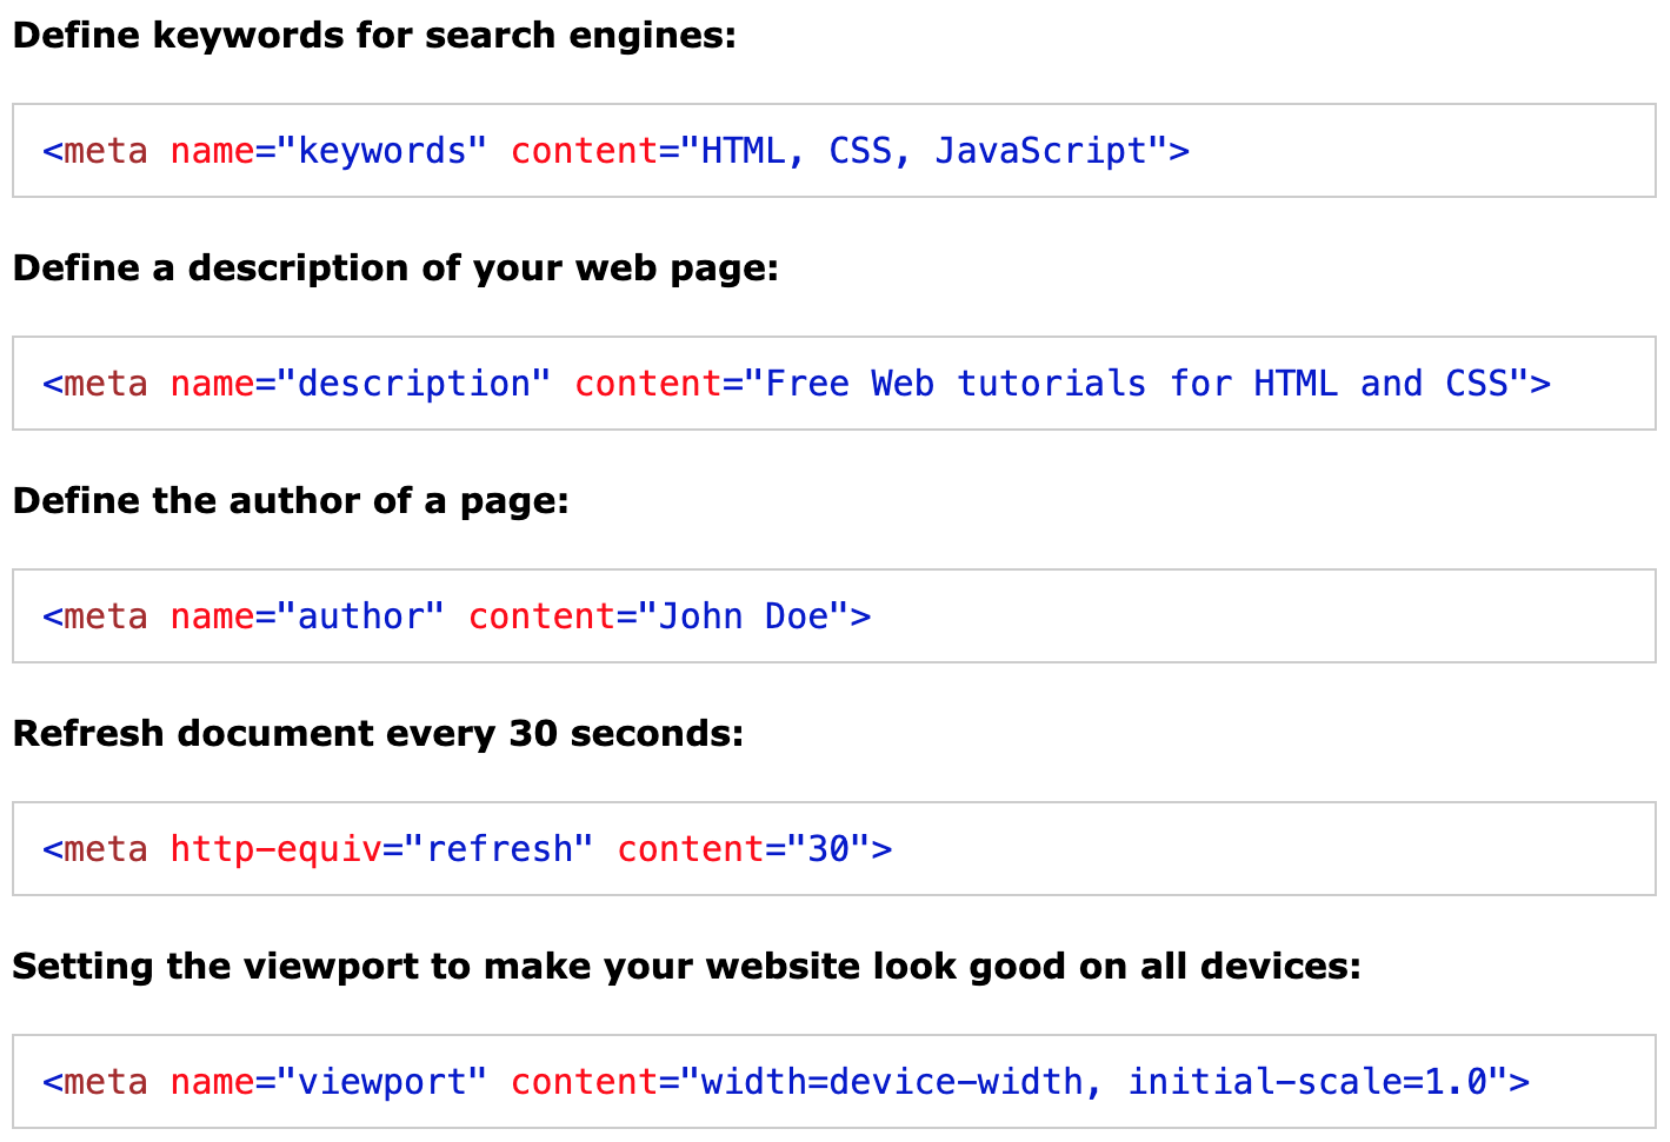 Define keywords for search engines:
<meta name="keywords" content="HTML, CSS, JavaScript">
Define a description of your web page:
<meta name="description" content="Free Web tutorials for HTML and CSS">
Define the author of a page:
<meta name="author" content="John Doe">
Refresh document every 30 seconds:
<meta http-equiv="refresh" content="30">
Setting the viewport to make your website look good on all devices:
<meta name="viewport" content="width=device-width, initial-scale=1.0">